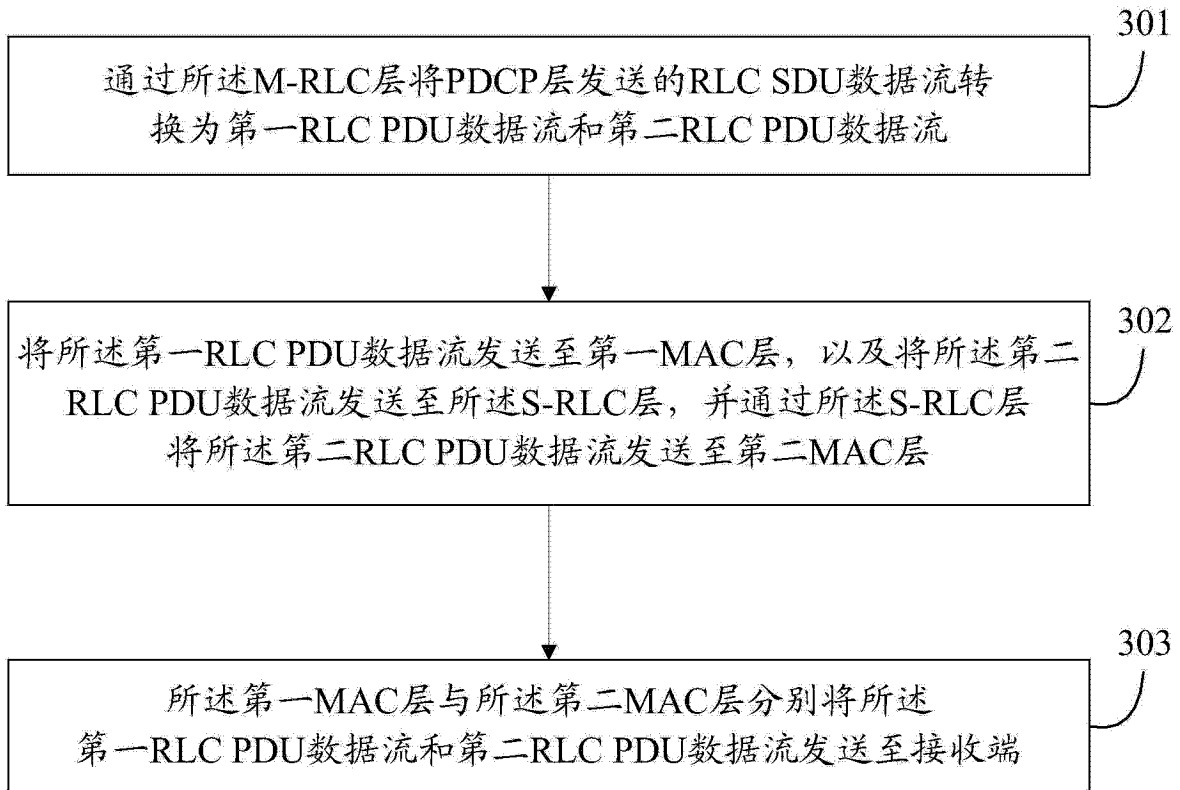 301
通过所述M-RLC层将PDCP层发送的RLC SDU数据流转
换为第一RLC PDU数据流和第二RLC PDU数据流
302
将所述第一RLC PDU数据流发送至第一MAC层，以及将所述第二
RLC PDU数据流发送至所述S-RLC层，并通过所述S-RLC层
将所述第二RLC PDU数据流发送至第二MAC层
303
所述第一MAC层与所述第二MAC层分别将所述
第一RLC PDU数据流和第二RLC PDU数据流发送至接收端